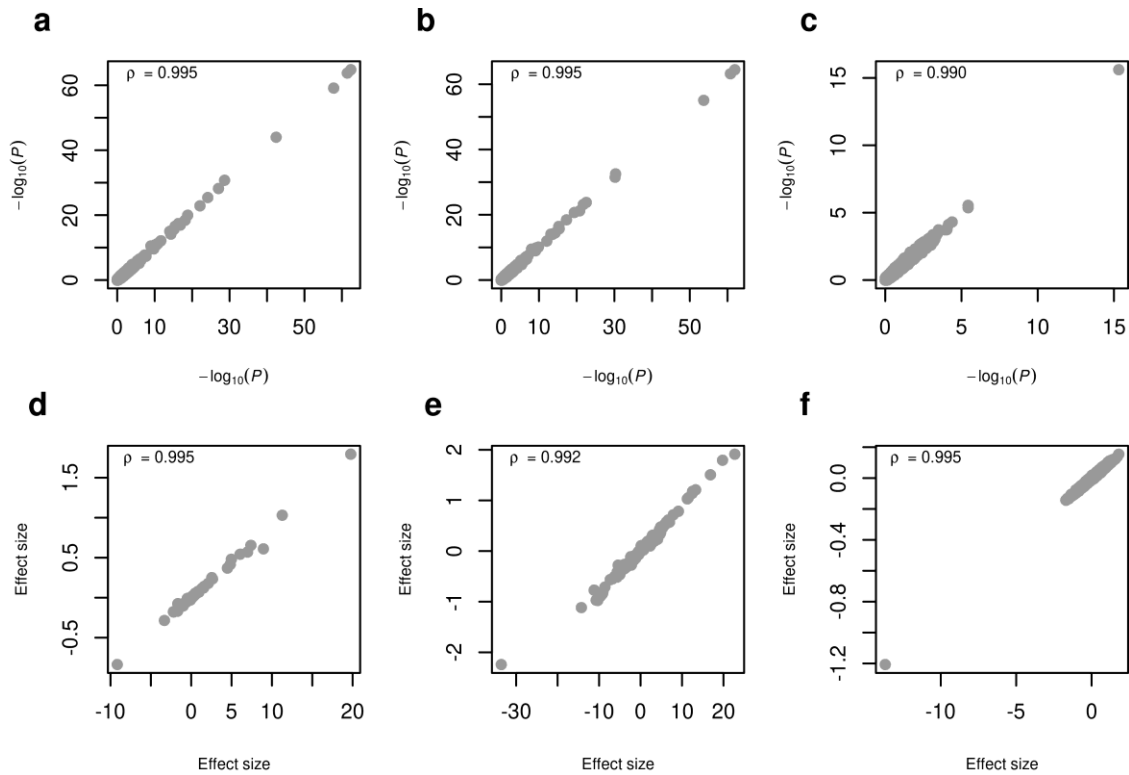 a
ρ = 0.995
60
40
20
0
−log10(P)
0 10 30 50
−log10(P)
b
ρ = 0.995
60
40
20
0
−log10(P)
0 10 30 50
−log10(P)
c
ρ = 0.990
15
10
5
0
−log10(P)
0 5 10 15
−log10(P)
d
ρ = 0.995
1.5
0.5
-0.5
Effect size
-10 0 5 10 20
Effect size
e
ρ = 0.992
2
1
0
-1
-2
Effect size
-30 -10 0 10 20
Effect size
f
ρ = 0.995
0.0
-0.4
-0.8
-1.2
Effect size
-10 -5 0
Effect size